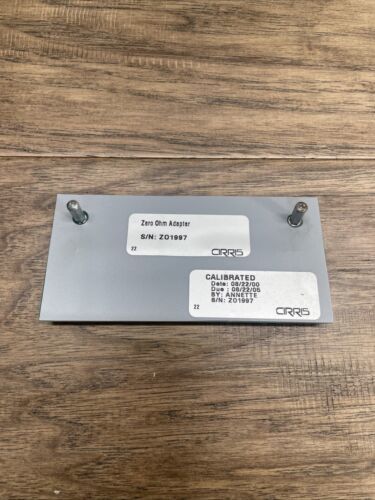 Zero Ohm Adapter
S/N: ZO1997
22
CIRRIS
CALIBRATED
Date: 08/22/00
Due : 08/22/05
BY: ANNETTE
S/N: ZO1997
22
CIRRIS